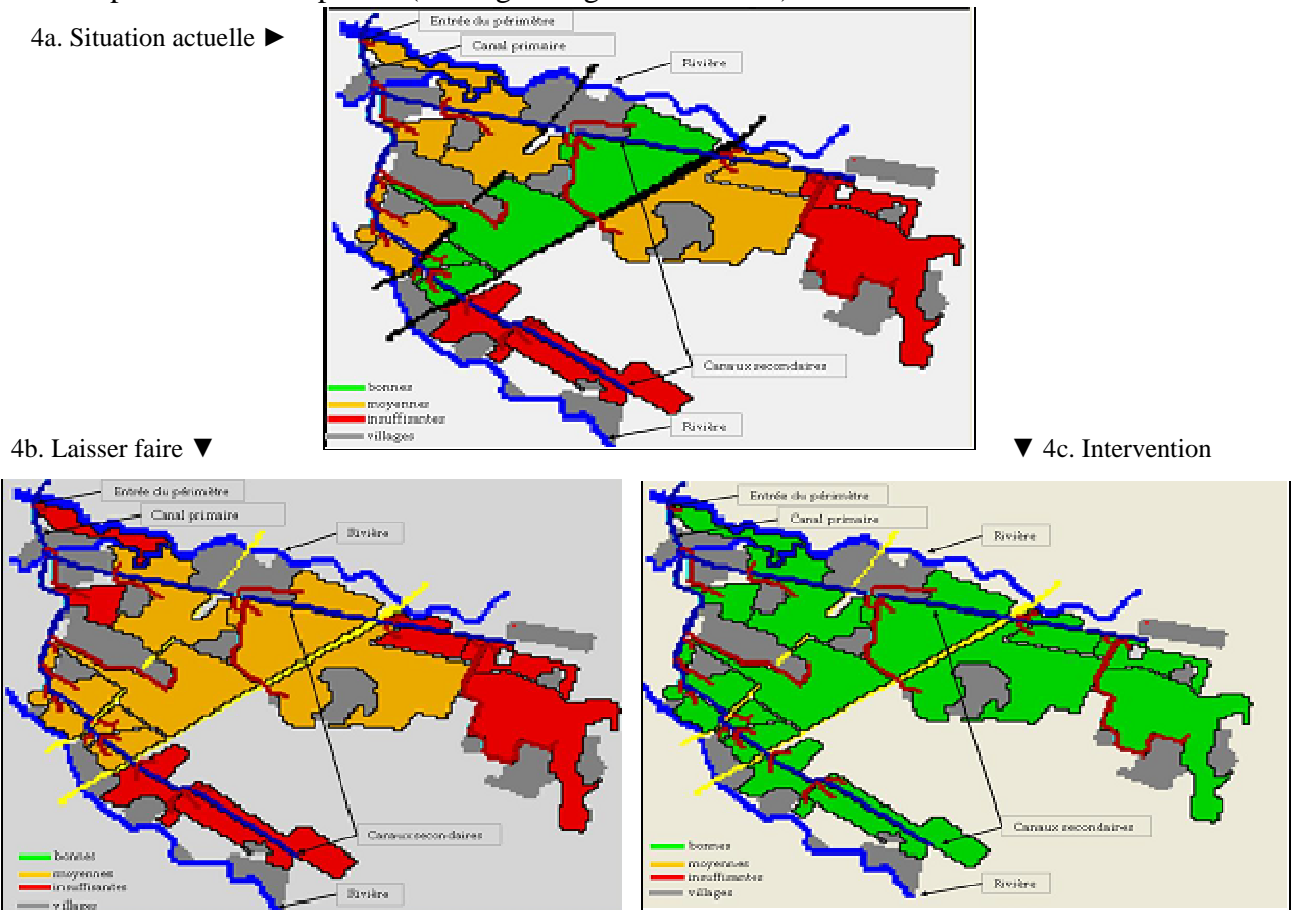 4a. Situation actuelle ►
Entrée du périmètre
Canal primaire
Rivière
Canaux secondaires
bonnes
moyennes
insuffisantes
villages
Rivière
4b. Laisser faire ▼
▼ 4c. Intervention
Entrée du périmètre
Canal primaire
Rivière
Canaux secondaires
bonnes
moyennes
insuffisantes
villages
Rivière
Entrée du périmètre
Canal primaire
Rivière
Canaux secondaires
bonnes
moyennes
insuffisantes
villages
Rivière